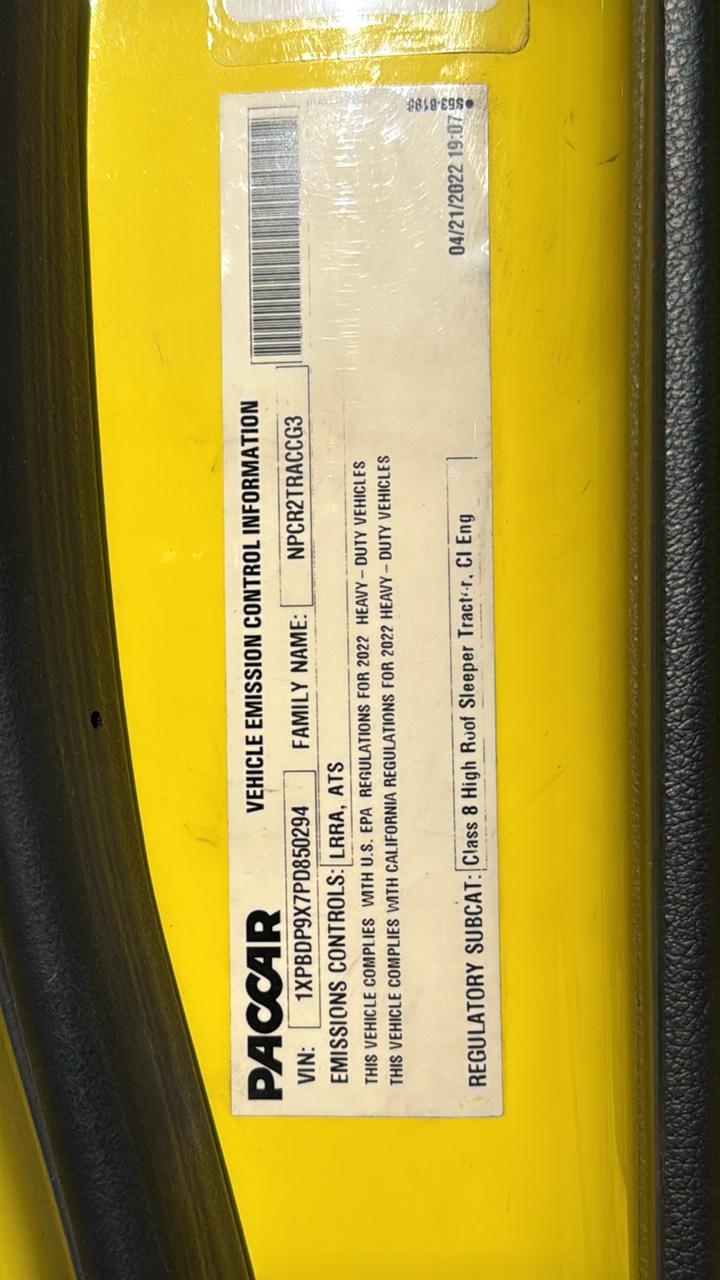 PACCAR
VEHICLE EMISSION CONTROL INFORMATION
VIN: 1XPBDP9X7PD850294 FAMILY NAME: NPCR2TRACCG3
EMISSIONS CONTROLS: LRRA, ATS
THIS VEHICLE COMPLIES WITH U.S. EPA REGULATIONS FOR 2022 HEAVY - DUTY VEHICLES
THIS VEHICLE COMPLIES WITH CALIFORNIA REGULATIONS FOR 2022 HEAVY - DUTY VEHICLES
REGULATORY SUBCAT: Class 8 High Roof Sleeper Tractor, CI Eng
04/21/2022 19:07